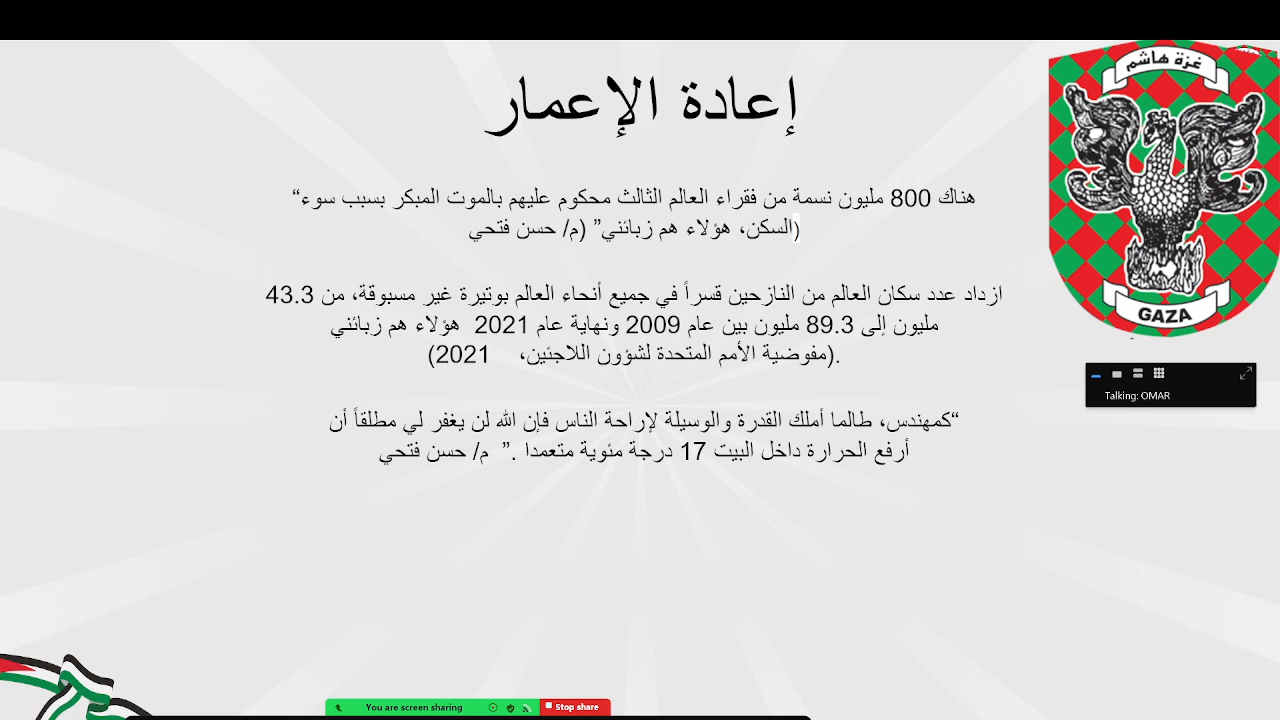 غزة هاشم
إعادة الإعمار
“هناك 800 مليون نسمة من فقراء العالم الثالث محكوم عليهم بالموت المبكر بسبب سوء
(السكن، هؤلاء هم زبائني” (م/ حسن فتحي
ازداد عدد سكان العالم من النازحين قسراً في جميع أنحاء العالم بوتيرة غير مسبوقة، من 43.3
مليون إلى 89.3 مليون بين عام 2009 ونهاية عام 2021 هؤلاء هم زبائني
.(مفوضية الأمم المتحدة لشؤون اللاجئين، 2021)
“كمهندس، طالما أملك القدرة والوسيلة لإراحة الناس فإن الله لن يغفر لي مطلقاً أن
أرفع الحرارة داخل البيت 17 درجة مئوية متعمدا .” م/ حسن فتحي
GAZA
Talking: OMAR
You are screen sharing
Stop share